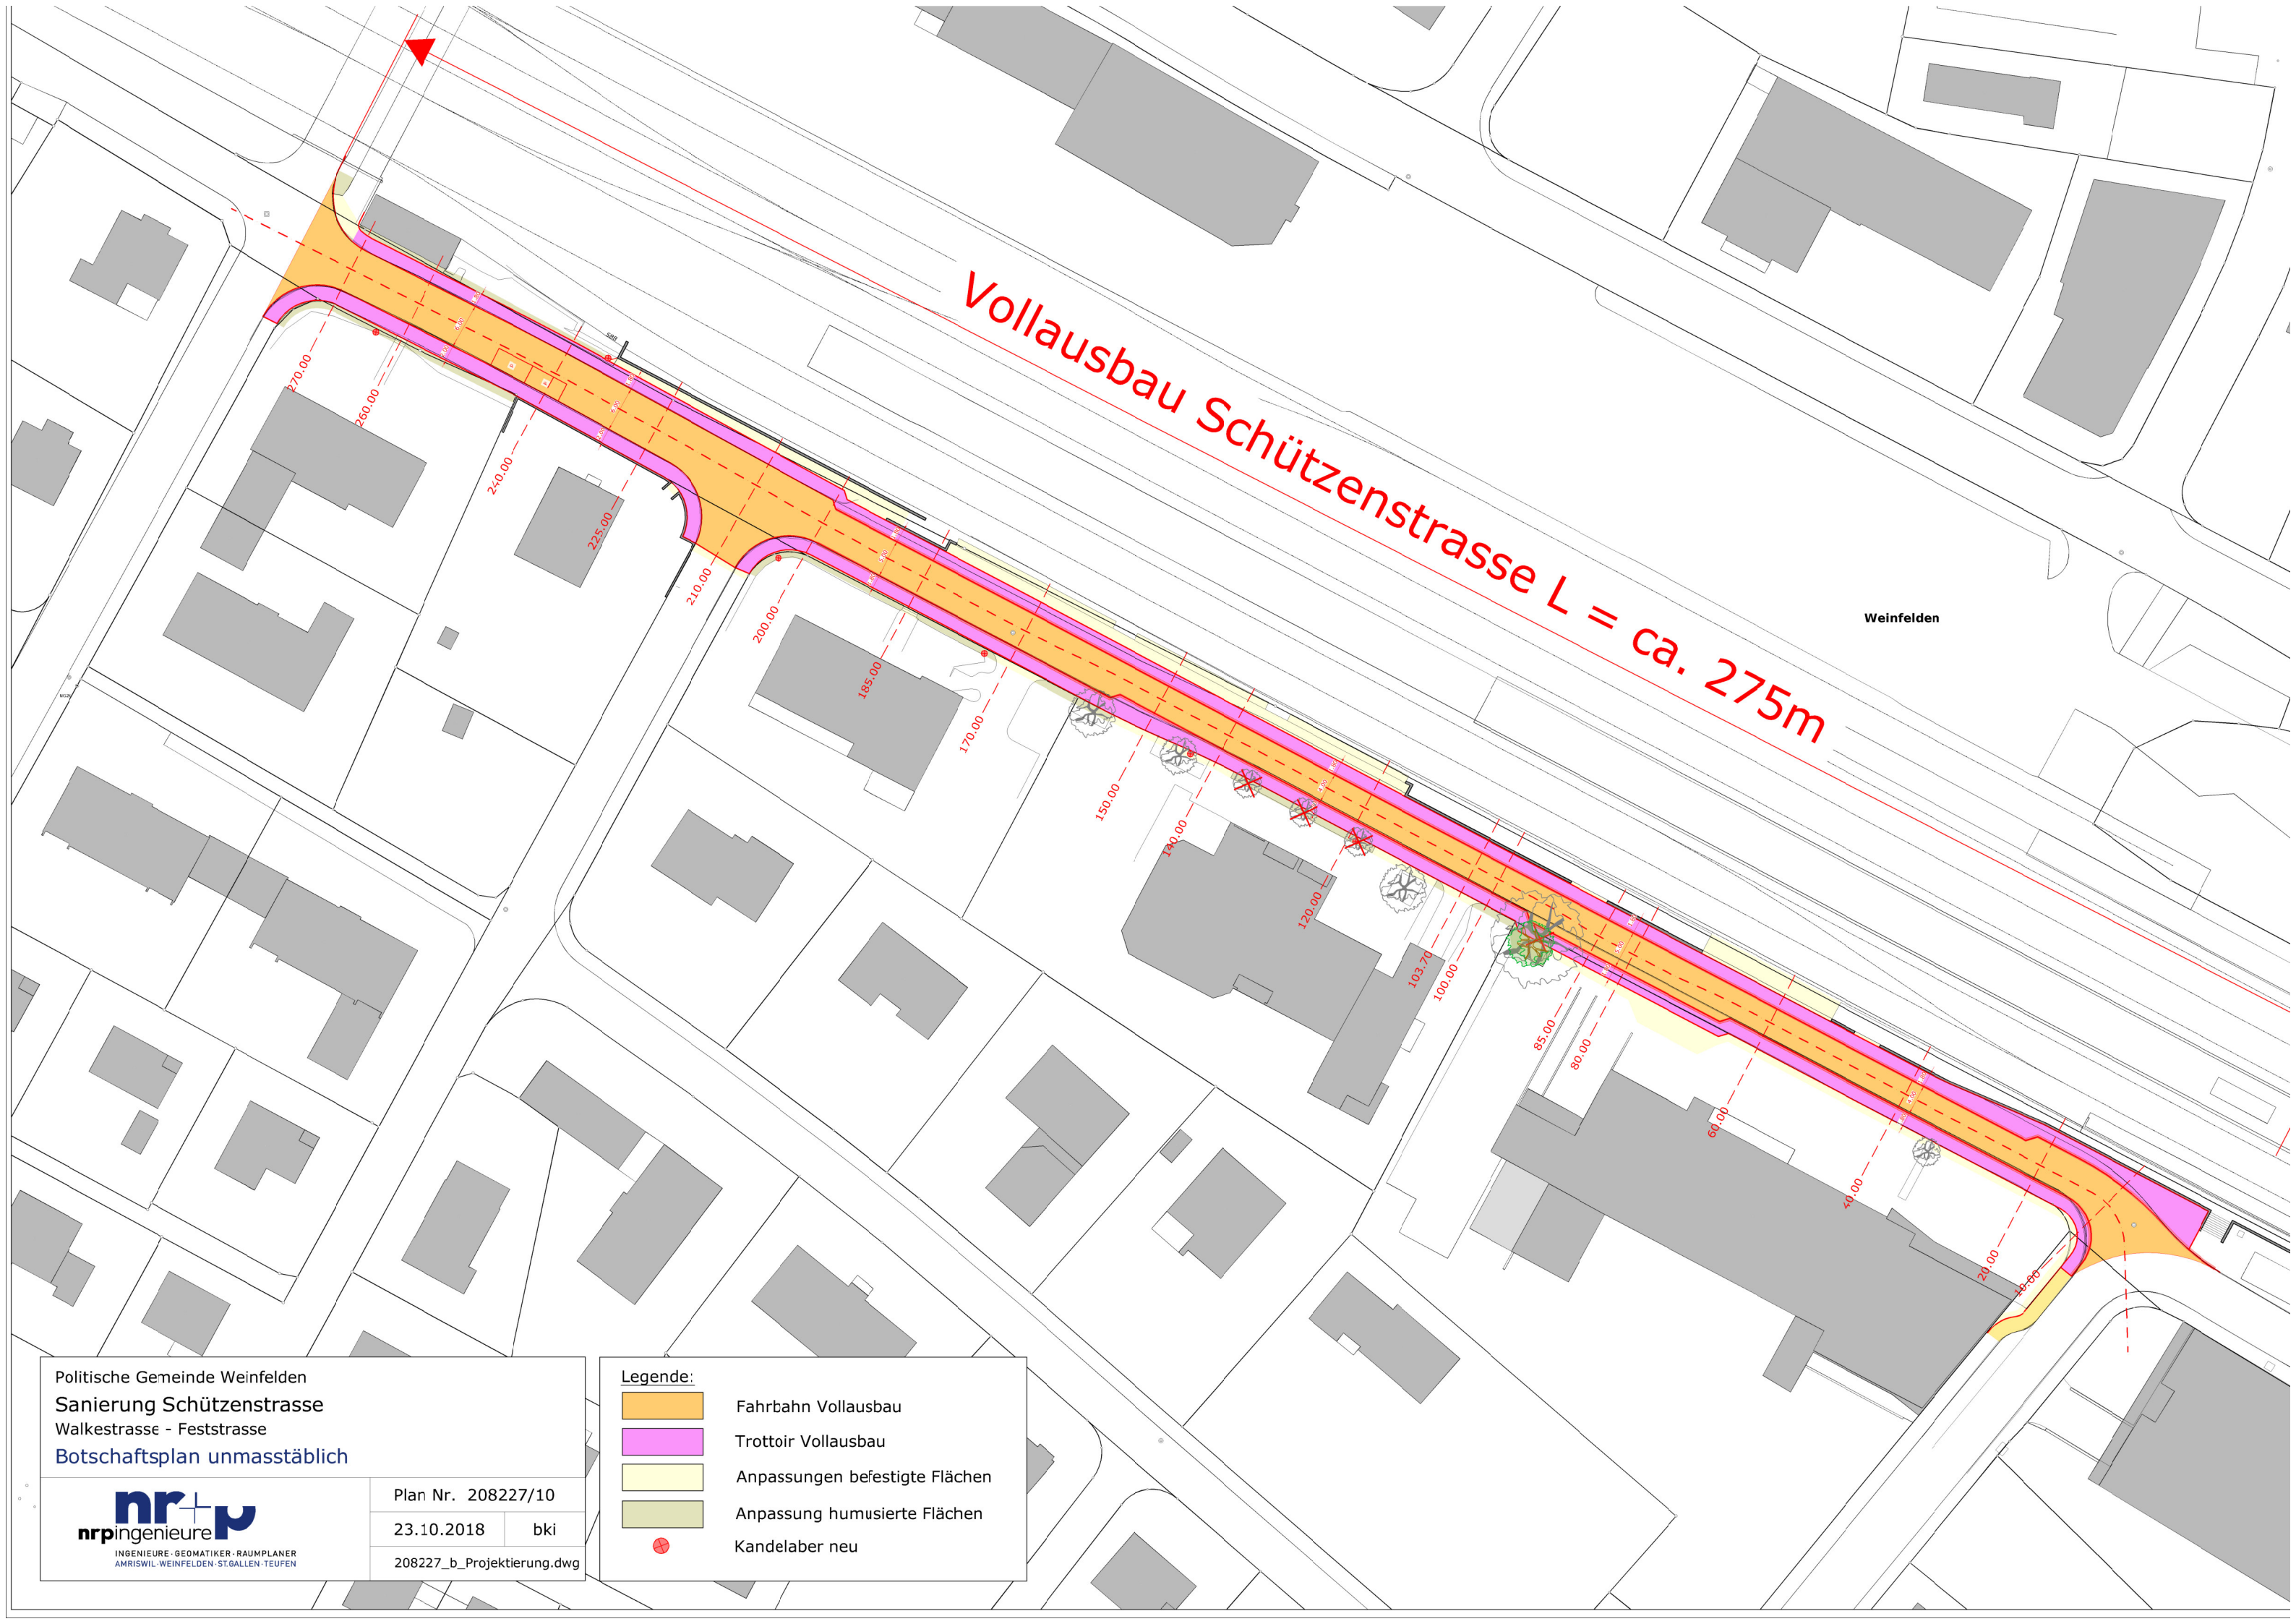 Vollausbau Schützenstrasse L = ca. 275m
Weinfelden
SBB
270.00
260.00
240.00
225.00
210.00
200.00
185.00
170.00
150.00
140.00
120.00
103.70
100.00
85.00
80.00
60.00
40.00
20.00
10.00
Politische Gemeinde Weinfelden
Sanierung Schützenstrasse
Walkestrasse - Feststrasse
Botschaftsplan unmasstäblich
nr+p
nrpingenieure
INGENIEURE·GEOMATIKER·RAUMPLANER
AMRISWIL·WEINFELDEN·ST.GALLEN·TEUFEN
Plan Nr. 208227/10
23.10.2018 bki
208227_b_Projektierung.dwg
Legende:
Fahrbahn Vollausbau
Trottoir Vollausbau
Anpassungen befestigte Flächen
Anpassung humusierte Flächen
Kandelaber neu